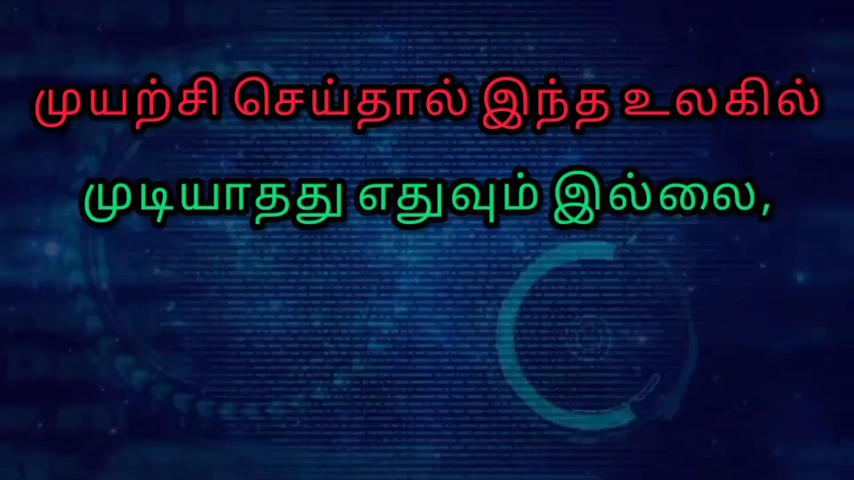 முயற்சி செய்தால் இந்த உலகில்
முடியாதது எதுவும் இல்லை,